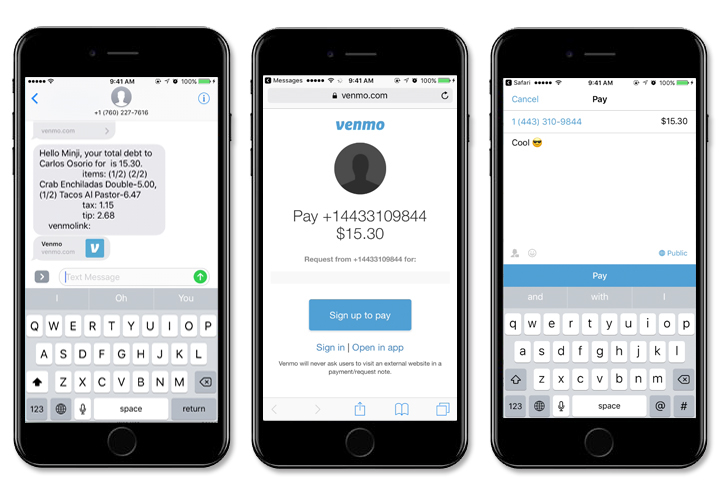 9:41 AM 100%
+1 (760) 227-7616
venmo.com
Hello Minji, your total debt to
Carlos Osorio for  is 15.30.
items: (1/2) (2/2)
Crab Enchiladas Double-5.00,
(1/2) Tacos Al Pastor-6.47
tax: 1.15
tip: 2.68
venmolink:
Venmo
venmo.com
Text Message
I Oh You
Q W E R T Y U I O P
A S D F G H J K L
Z X C V B N M
123 space return
Messages 9:41 AM 100%
venmo.com
venmo
Pay +14433109844
$15.30
Request from +14433109844 for:
Sign up to pay
Sign in | Open in app
Venmo will never ask users to visit an external website in a
payment/request note.
Safari 9:41 AM 100%
Cancel Pay
1 (443) 310-9844 $15.30
Cool 😎
Public
Pay
and with I
q w e r t y u i o p
a s d f g h j k l
z x c v b n m
123 space @ #